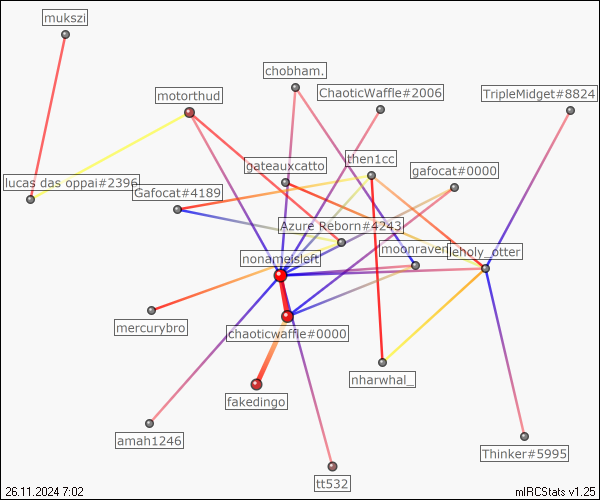 mukszi
chobham.
ChaoticWaffle#2006
TripleMidget#8824
motorthud
then1cc
gateauxcatto
gafocat#0000
lucas das oppai#2396
Gafocat#4189
Azure Reborn#4243
moonraven
leholy_otter
nonameisleft
mercurybro
chaoticwaffle#0000
nharwhal_
fakedingo
amah1246
Thinker#5995
tt532
26.11.2024 7:02
mIRCStats v1.25